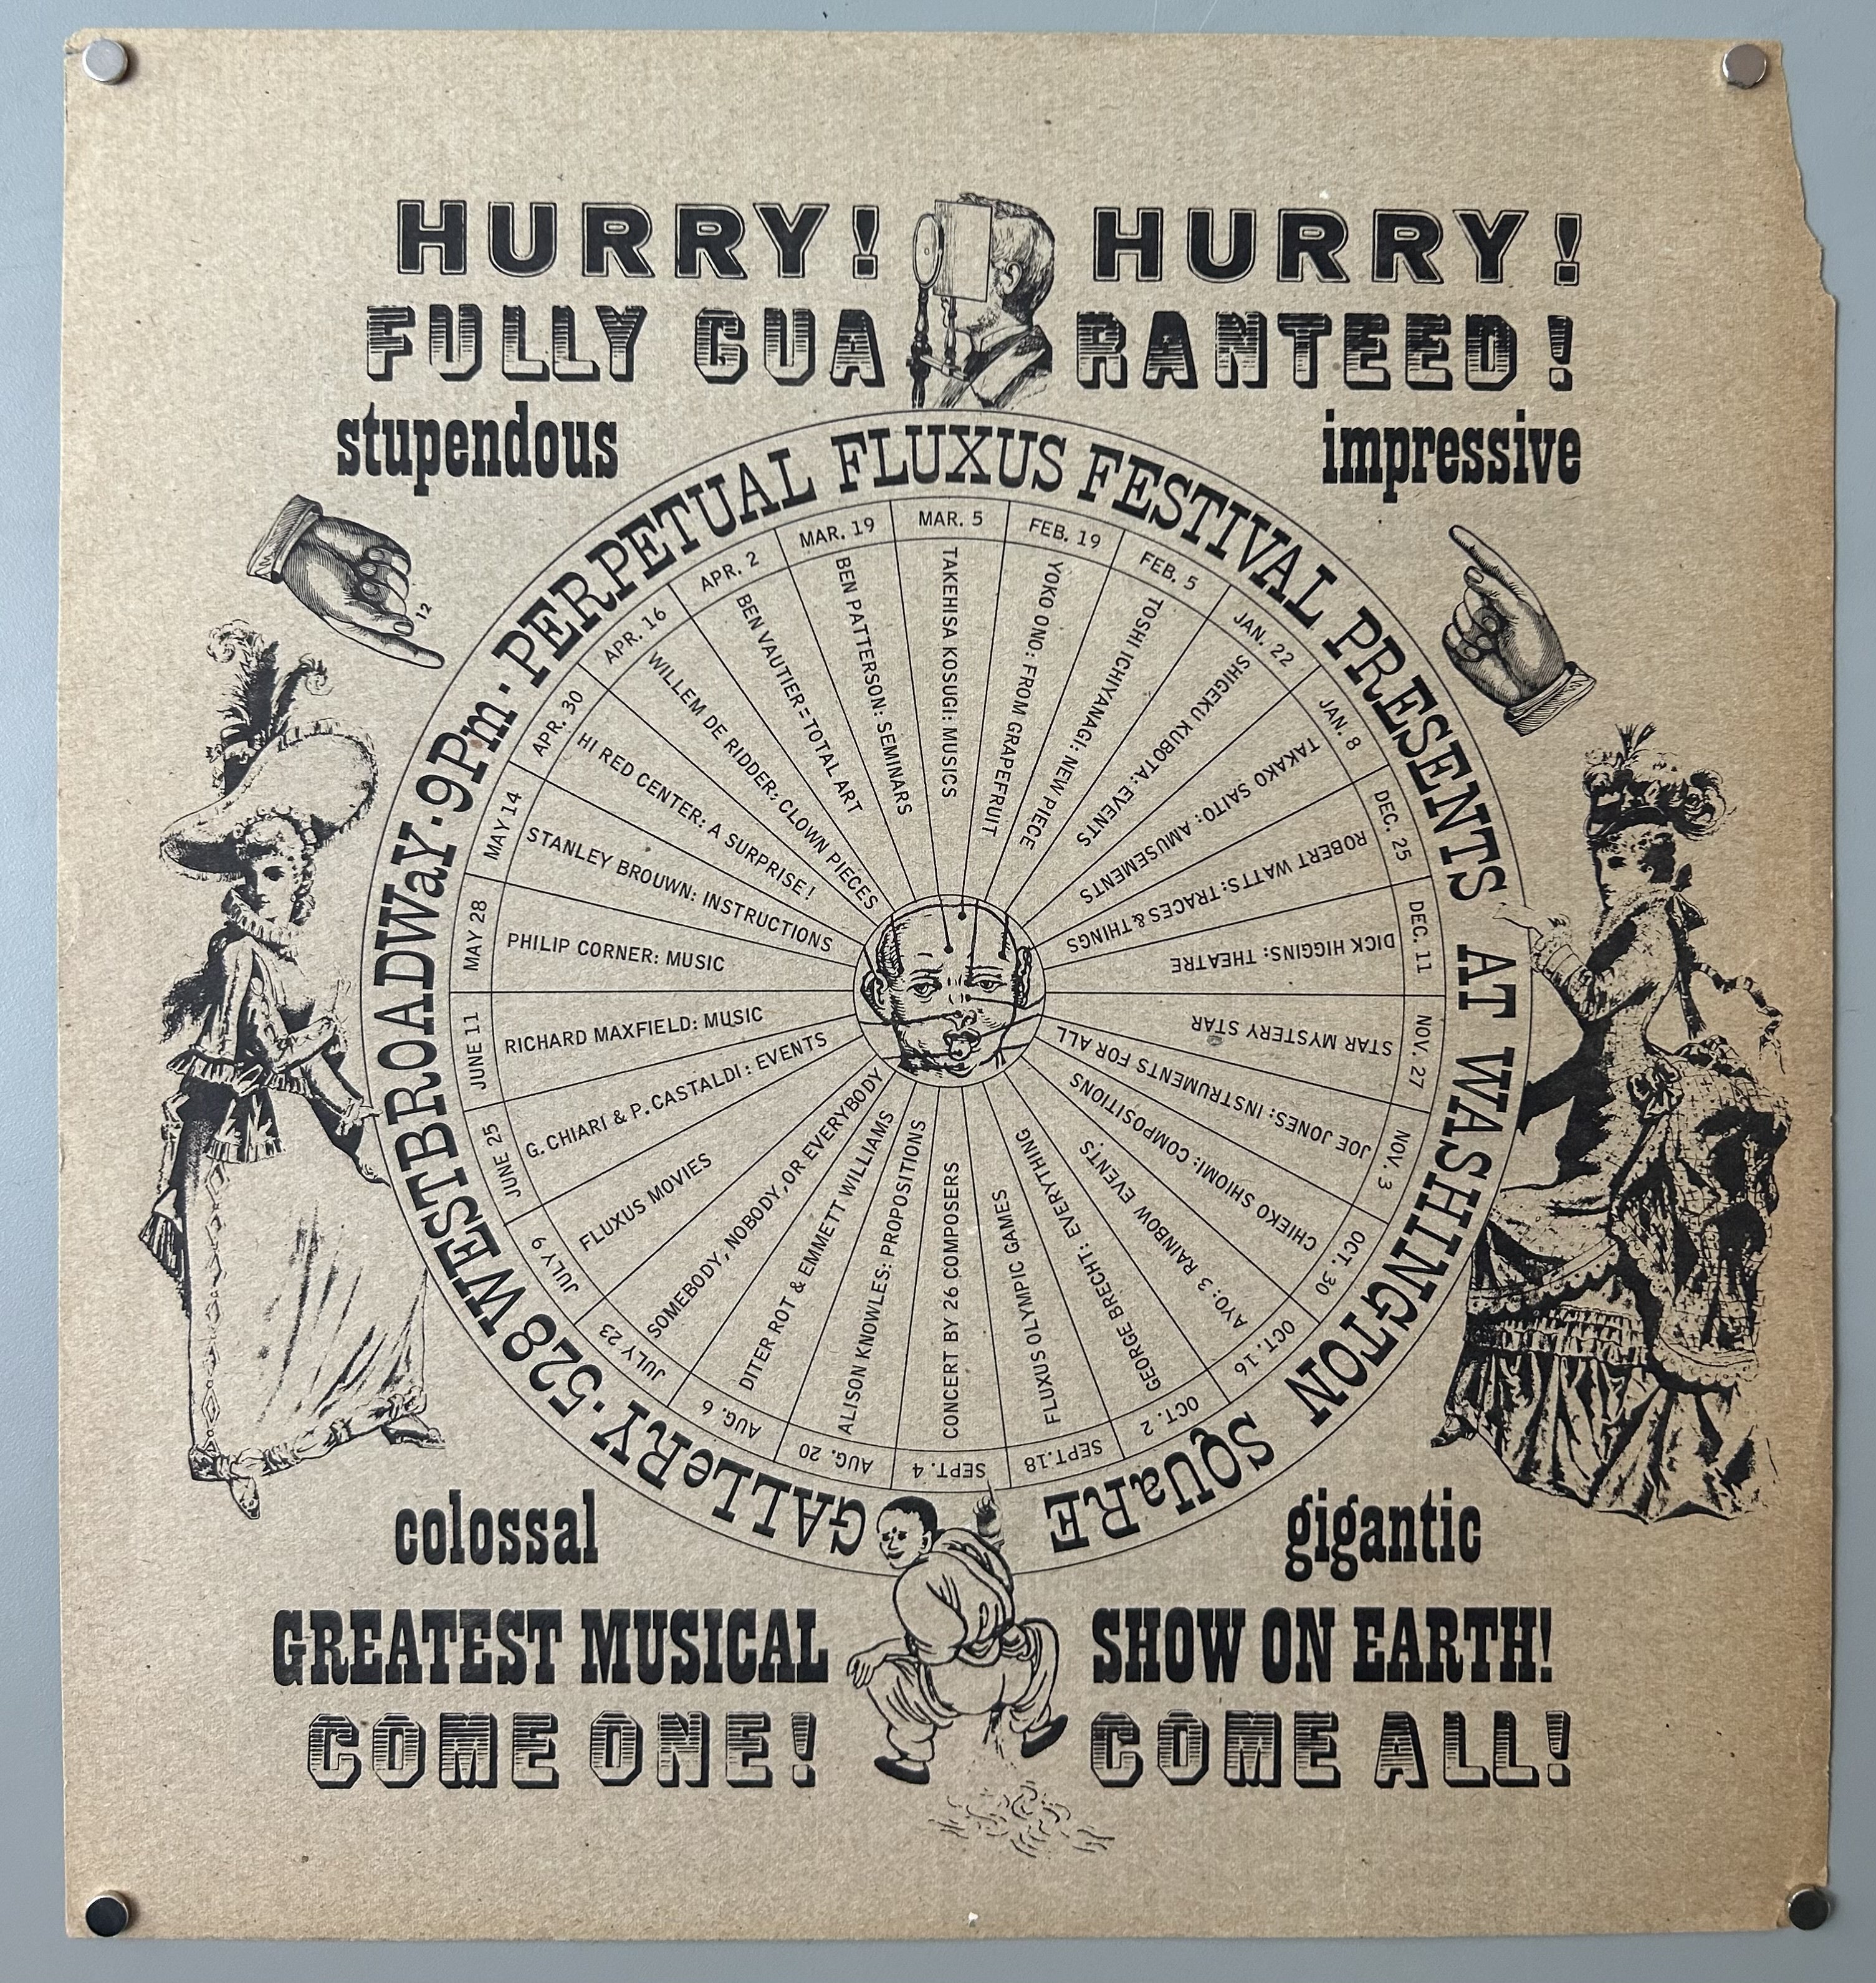 HURRY! HURRY!
FULLY GUARANTEED!
stupendous impressive
PERPETUAL FLUXUS FESTIVAL PRESENTS AT WASHINGTON SQUaRE GALLeRY · 528 WESTBROADWaY · 9Pm ·
MAR. 5
TAKEHISA KOSUGI: MUSICS
FEB. 19
YOKO ONO: FROM GRAPEFRUIT
FEB. 5
TOSHI ICHIYANAGI: NEW PIECE
JAN. 22
SHIGEKU KUBOTA: EVENTS
JAN. 8
TAKAKO SAITO: AMUSEMENTS
DEC. 25
ROBERT WATTS: TRACES & THINGS
DEC. 11
DICK HIGGINS: THEATRE
NOV. 27
STAR MYSTERY STAR
NOV. 3
JOE JONES: INSTRUMENTS FOR ALL
OCT. 30
CHIEKO SHIOMI: COMPOSITIONS
OCT. 16
AYO: 3 RAINBOW EVENTS
OCT. 2
GEORGE BRECHT: EVERYTHING
SEPT. 18
FLUXUS OLYMPIC GAMES
SEPT. 4
CONCERT BY 26 COMPOSERS
AUG. 20
ALISON KNOWLES: PROPOSITIONS
AUG. 6
DITER ROT & EMMETT WILLIAMS
JULY 23
SOMEBODY, NOBODY, OR EVERYBODY
JULY 9
FLUXUS MOVIES
JUNE 25
G. CHIARI & P. CASTALDI: EVENTS
JUNE 11
RICHARD MAXFIELD: MUSIC
MAY 28
PHILIP CORNER: MUSIC
MAY 14
STANLEY BROUWN: INSTRUCTIONS
APR. 30
HI RED CENTER: A SURPRISE!
APR. 16
WILLEM DE RIDDER: CLOWN PIECES
APR. 2
BEN VAUTIER = TOTAL ART
MAR. 19
BEN PATTERSON: SEMINARS
12
colossal gigantic
GREATEST MUSICAL SHOW ON EARTH!
COME ONE! COME ALL!